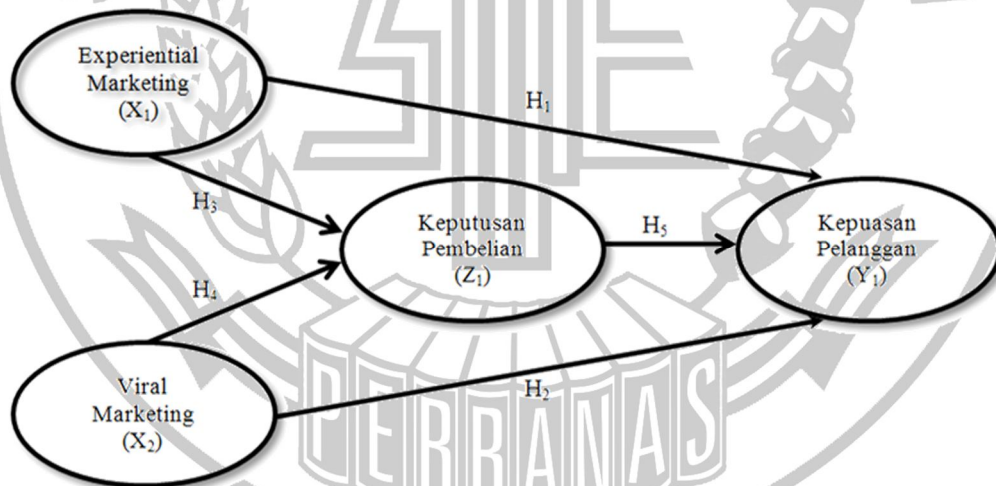 Experiential
Marketing
(X₁)
H₁
H₃
Keputusan
Pembelian
(Z₁)
H₅
Kepuasan
Pelanggan
(Y₁)
H₄
Viral
Marketing
(X₂)
H₂
PERBANAS